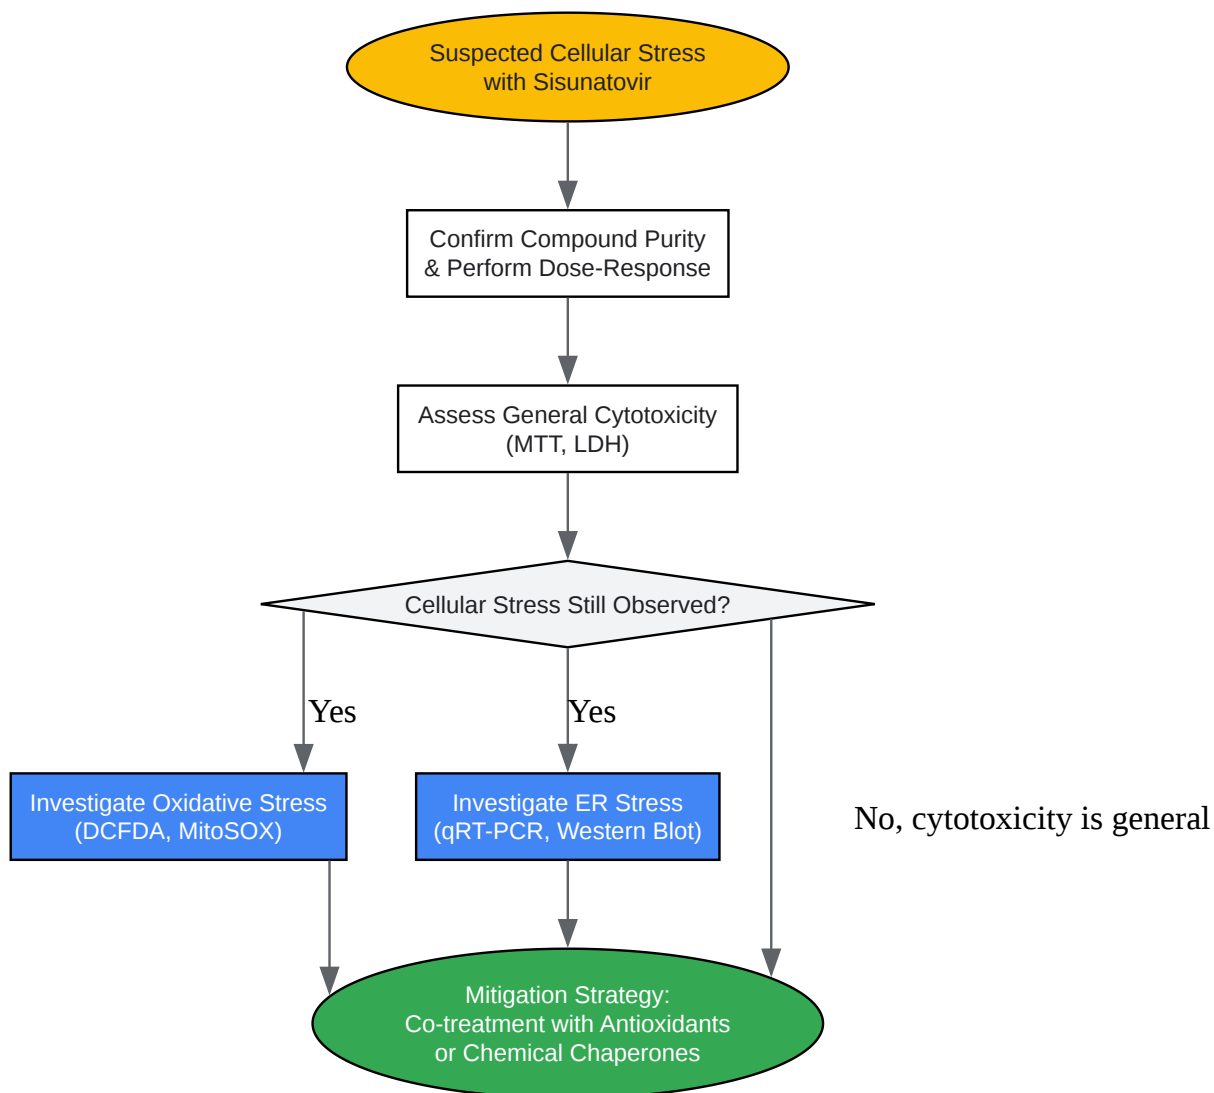 Suspected Cellular Stress
with Sisunatovir
Confirm Compound Purity
& Perform Dose-Response
Assess General Cytotoxicity
(MTT, LDH)
Cellular Stress Still Observed?
Yes
Yes
Investigate Oxidative Stress
(DCFDA, MitoSOX)
Investigate ER Stress
(qRT-PCR, Western Blot)
No, cytotoxicity is general
Mitigation Strategy:
Co-treatment with Antioxidants
or Chemical Chaperones